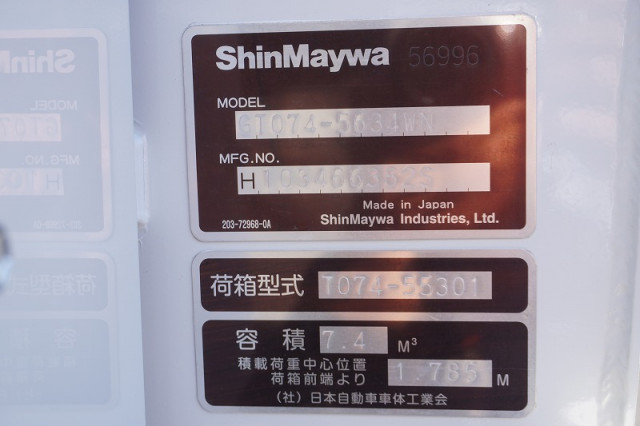 ShinMaywa 56996
MODEL
GT074-5634WN
MFG.NO.
H
Made in Japan
203-72968-0A ShinMaywa Industries, Ltd.
荷箱型式 T074-56301
容積 7.4 M³
積載荷重中心位置
荷箱前端より 1.785 M
(社)日本自動車車体工業会